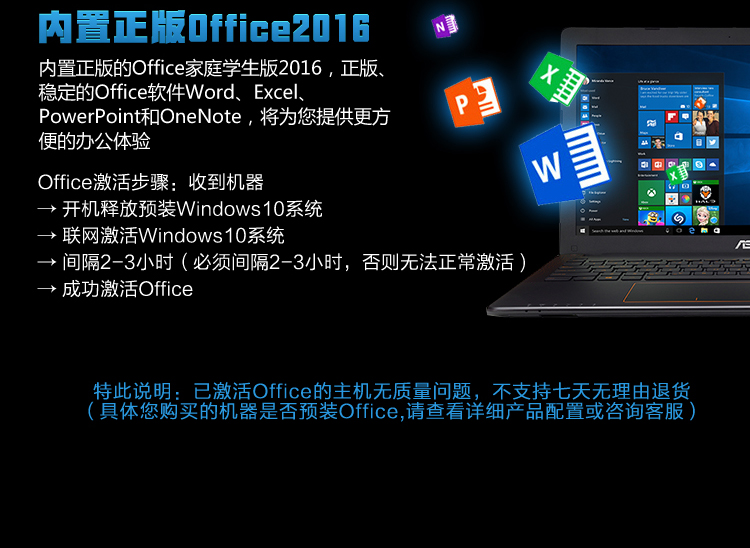 内置正版Office2016
内置正版的Office家庭学生版2016，正版、
稳定的Office软件Word、Excel、
PowerPoint和OneNote，将为您提供更方
便的办公体验
Office激活步骤：收到机器
→ 开机释放预装Windows10系统
→ 联网激活Windows10系统
→ 间隔2-3小时（必须间隔2-3小时，否则无法正常激活）
→ 成功激活Office
N
X
P
W
Life at a glance
Search the web and Windows
特此说明：已激活Office的主机无质量问题，不支持七天无理由退货
（具体您购买的机器是否预装Office,请查看详细产品配置或咨询客服）